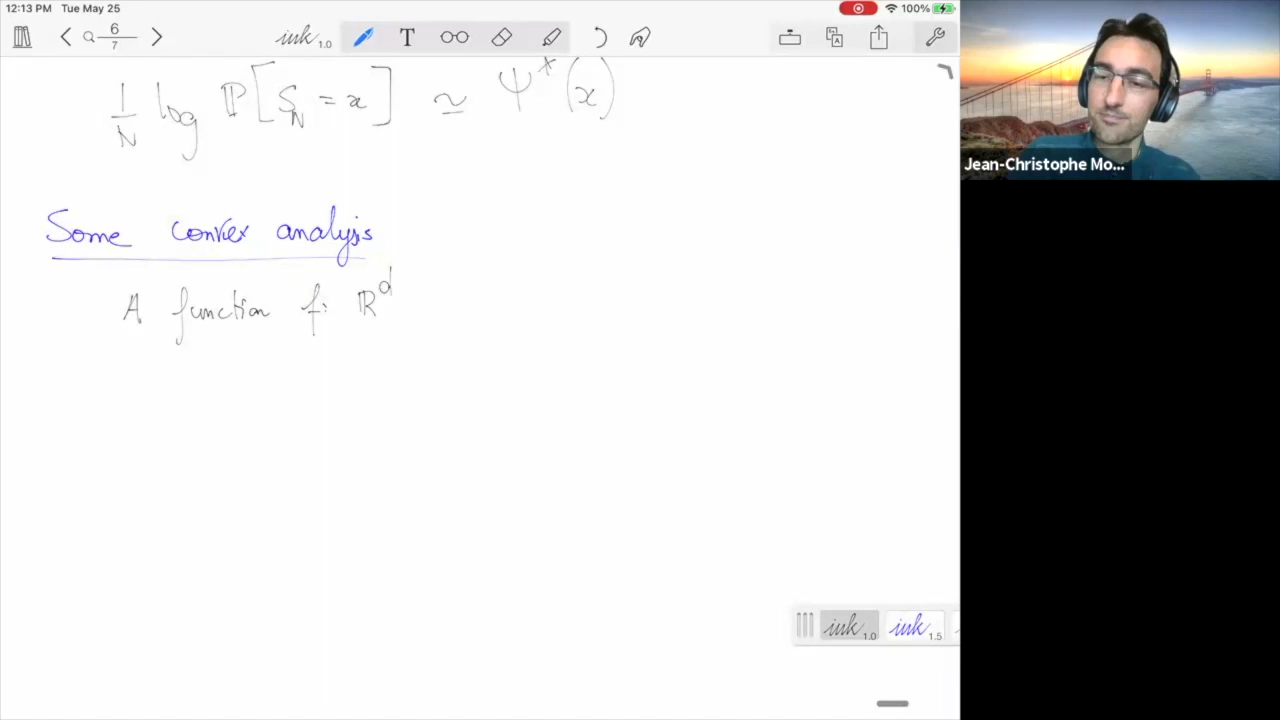 12:13 PM Tue May 25
100%
6
7
ink 1.0
T
1/N log ℙ[S_N = x] ≃ Ψ*(x)
Jean-Christophe Mo...
Some convex analysis
A function f: ℝ^d
ink 1.0
ink 1.5